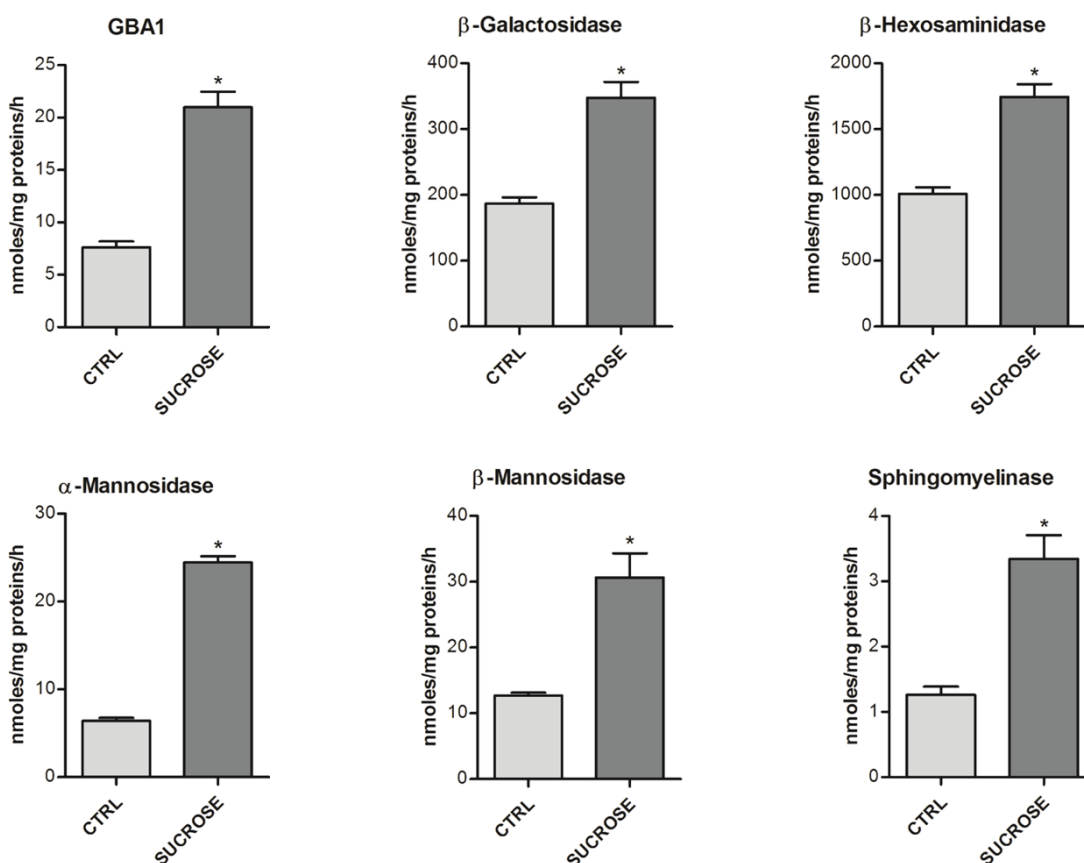 GBA1
nmoles/mg proteins/h
25
20
15
10
5
0
*
CTRL
SUCROSE
β-Galactosidase
nmoles/mg proteins/h
400
300
200
100
0
*
CTRL
SUCROSE
β-Hexosaminidase
nmoles/mg proteins/h
2000
1500
1000
500
0
*
CTRL
SUCROSE
α-Mannosidase
nmoles/mg proteins/h
30
20
10
0
*
CTRL
SUCROSE
β-Mannosidase
nmoles/mg proteins/h
40
30
20
10
0
*
CTRL
SUCROSE
Sphingomyelinase
nmoles/mg proteins/h
4
3
2
1
0
*
CTRL
SUCROSE